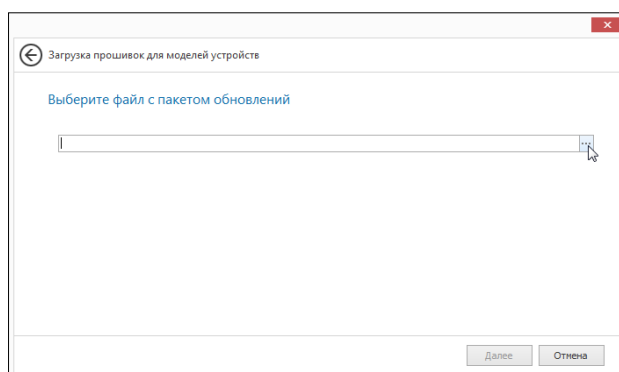 Загрузка прошивок для моделей устройств
Выберите файл с пакетом обновлений
...
Далее
Отмена